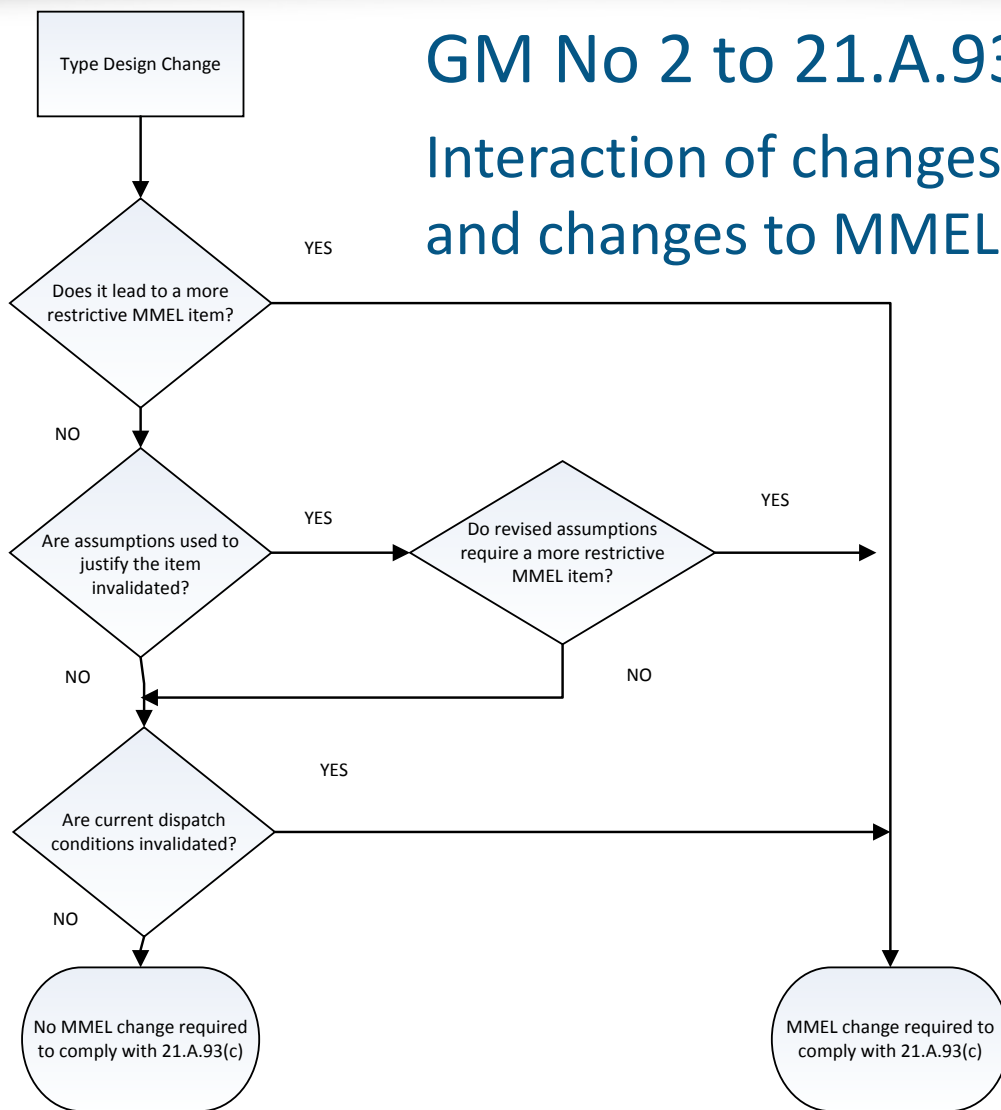 GM No 2 to 21.A.93
Interaction of changes
and changes to MMEL
Type Design Change
Does it lead to a more
restrictive MMEL item?
YES
NO
Are assumptions used to
justify the item
invalidated?
YES
Do revised assumptions
require a more restrictive
MMEL item?
YES
NO
NO
Are current dispatch
conditions invalidated?
YES
NO
No MMEL change required
to comply with 21.A.93(c)
MMEL change required to
comply with 21.A.93(c)